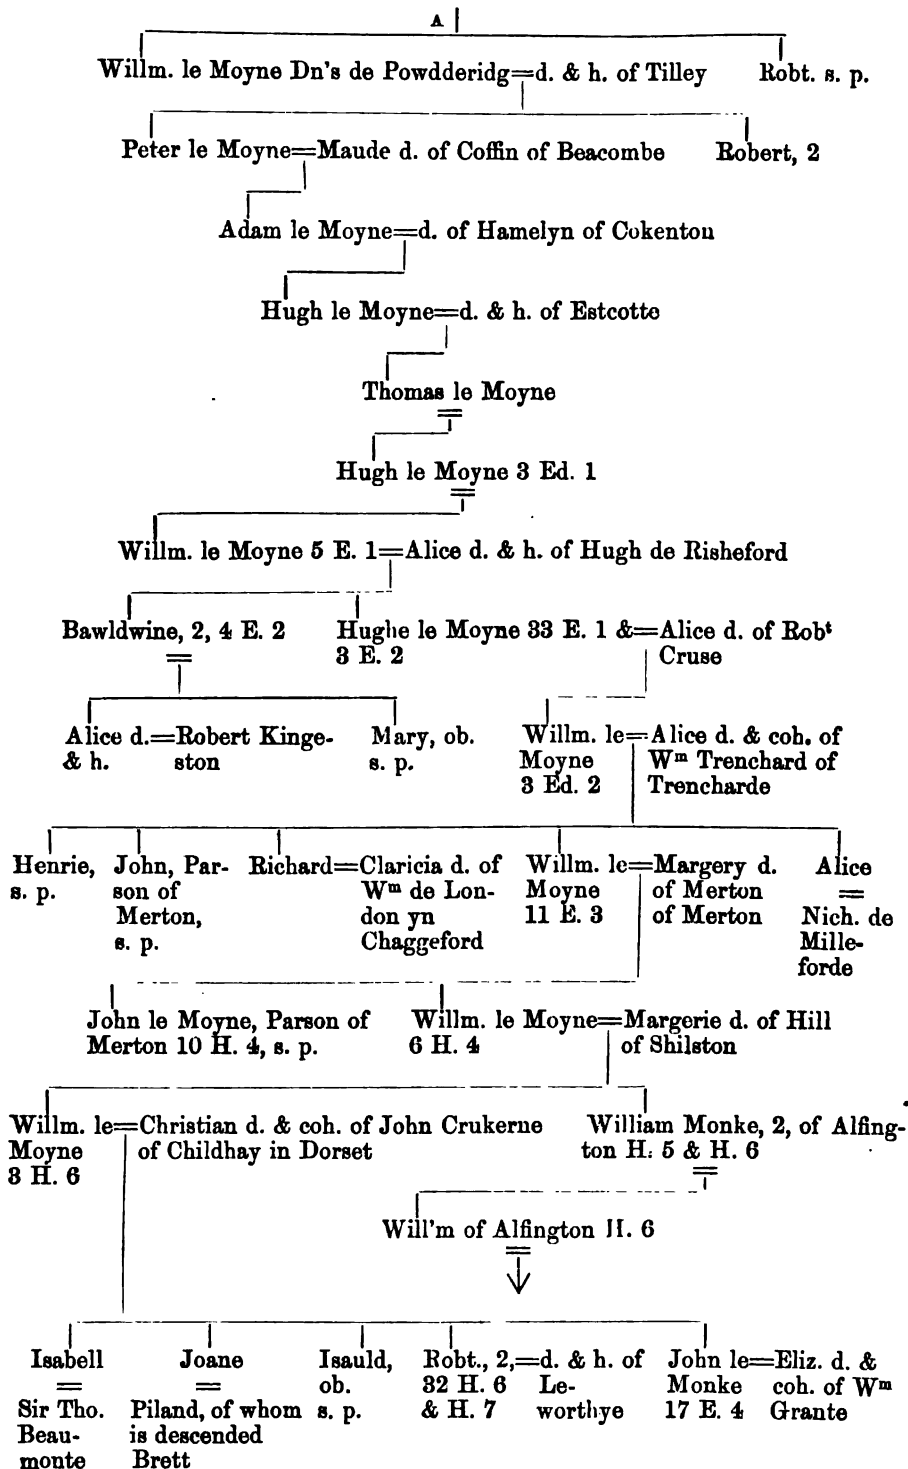 A
Willm. le Moyne Dn's de Powdderidg=d. & h. of Tilley Robt. s. p.
Peter le Moyne=Maude d. of Coffin of Beacombe Robert, 2
Adam le Moyne=d. of Hamelyn of Cokenton
Hugh le Moyne=d. & h. of Estcotte
Thomas le Moyne
=
Hugh le Moyne 3 Ed. 1
=
Willm. le Moyne 5 E. 1=Alice d. & h. of Hugh de Risheford
Bawldwine, 2, 4 E. 2 Hughe le Moyne 33 E. 1 &=Alice d. of Robt
= 3 E. 2 Cruse
Alice d.=Robert Kinge- Mary, ob. Willm. le=Alice d. & coh. of
& h. ston s. p. Moyne Wm Trenchard of
3 Ed. 2 Trencharde
Henrie, John, Par- Richard=Claricia d. of Willm. le=Margery d. Alice
s. p. son of Wm de Lon- Moyne of Merton =
Merton, don yn 11 E. 3 of Merton Nich. de
s. p. Chaggeford Mille-
forde
John le Moyne, Parson of Willm. le Moyne=Margerie d. of Hill
Merton 10 H. 4, s. p. 6 H. 4 of Shilston
Willm. le=Christian d. & coh. of John Crukerne William Monke, 2, of Alfing-
Moyne of Childhay in Dorset ton H. 5 & H. 6
3 H. 6 =
Will'm of Alfington H. 6
=
Isabell Joane Isauld, Robt., 2,=d. & h. of John le=Eliz. d. &
= = ob. 32 H. 6 Le- Monke coh. of Wm
Sir Tho. Piland, of whom s. p. & H. 7 worthye 17 E. 4 Grante
Beau- is descended
monte Brett